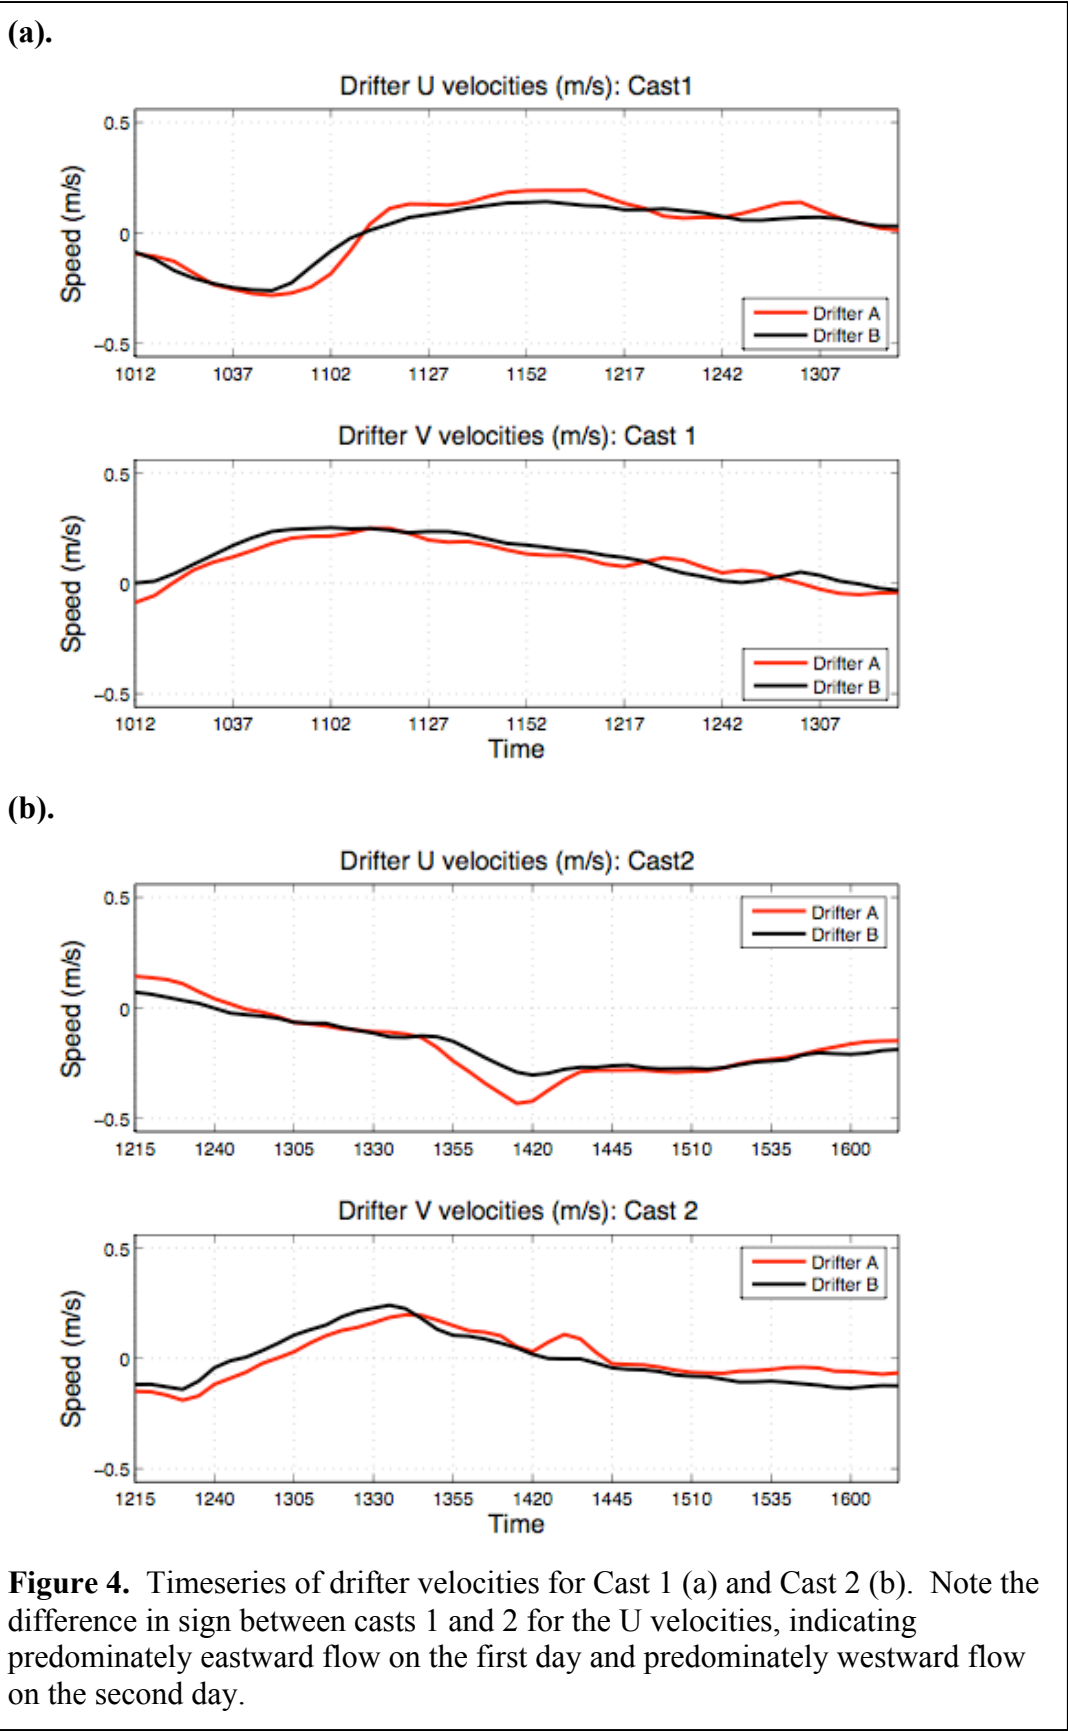 (a).
Drifter U velocities (m/s): Cast1
Speed (m/s)
0.5
0
−0.5
Drifter A
Drifter B
1012 1037 1102 1127 1152 1217 1242 1307
Drifter V velocities (m/s): Cast 1
Speed (m/s)
0.5
0
−0.5
Drifter A
Drifter B
1012 1037 1102 1127 1152 1217 1242 1307
Time
(b).
Drifter U velocities (m/s): Cast2
Speed (m/s)
0.5
0
−0.5
Drifter A
Drifter B
1215 1240 1305 1330 1355 1420 1445 1510 1535 1600
Drifter V velocities (m/s): Cast 2
Speed (m/s)
0.5
0
−0.5
Drifter A
Drifter B
1215 1240 1305 1330 1355 1420 1445 1510 1535 1600
Time
Figure 4. Timeseries of drifter velocities for Cast 1 (a) and Cast 2 (b). Note the
difference in sign between casts 1 and 2 for the U velocities, indicating
predominately eastward flow on the first day and predominately westward flow
on the second day.